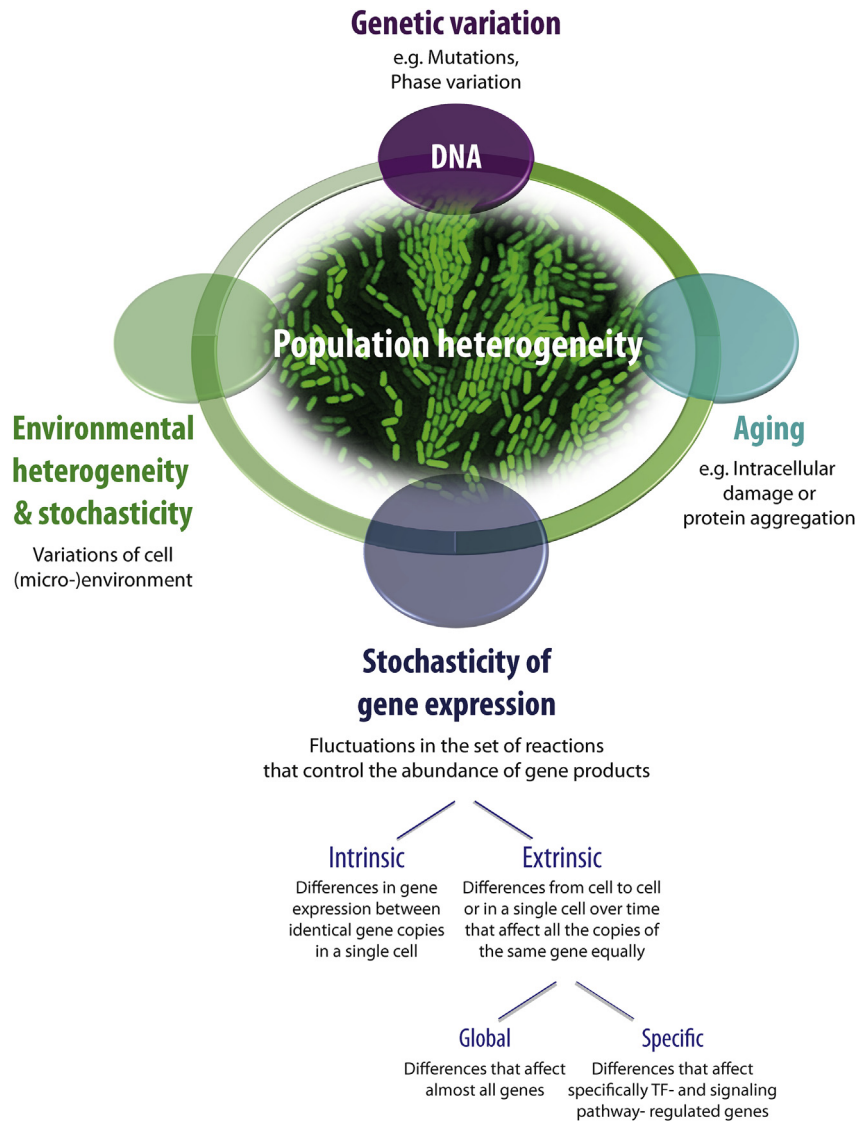 Genetic variation
e.g. Mutations,
Phase variation
DNA
Population heterogeneity
Environmental
heterogeneity
& stochasticity
Variations of cell
(micro-)environment
Aging
e.g. Intracellular
damage or
protein aggregation
Stochasticity of
gene expression
Fluctuations in the set of reactions
that control the abundance of gene products
Intrinsic
Differences in gene
expression between
identical gene copies
in a single cell
Extrinsic
Differences from cell to cell
or in a single cell over time
that affect all the copies of
the same gene equally
Global
Differences that affect
almost all genes
Specific
Differences that affect
specifically TF- and signaling
pathway- regulated genes